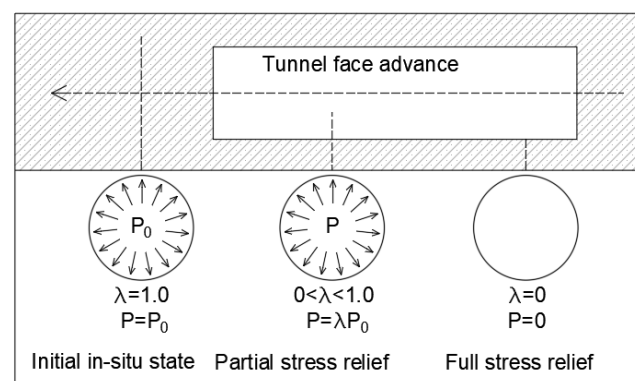 Tunnel face advance
P₀
P
λ=1.0
0<λ<1.0
λ=0
P=P₀
P=λP₀
P=0
Initial in-situ state
Partial stress relief
Full stress relief